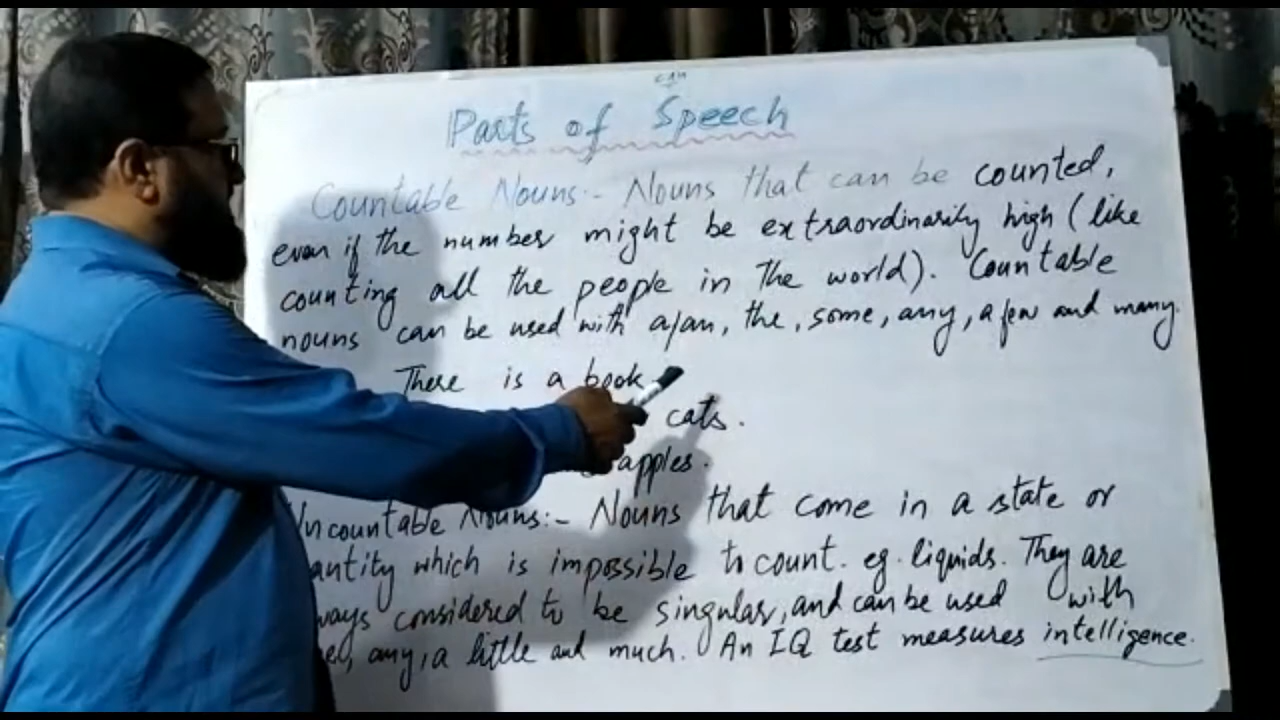 can
Parts of Speech
Countable Nouns:- Nouns that can be counted,
even if the number might be extraordinarily high (like
counting all the people in the world). Countable
nouns can be used with a/an, the, some, any, a few and many.
There is a book
cats.
apples.
Uncountable Nouns:- Nouns that come in a state or
antity which is impossible to count. eg. liquids. They are
ways considered to be singular, and can be used with
any, a little and much. An IQ test measures intelligence.